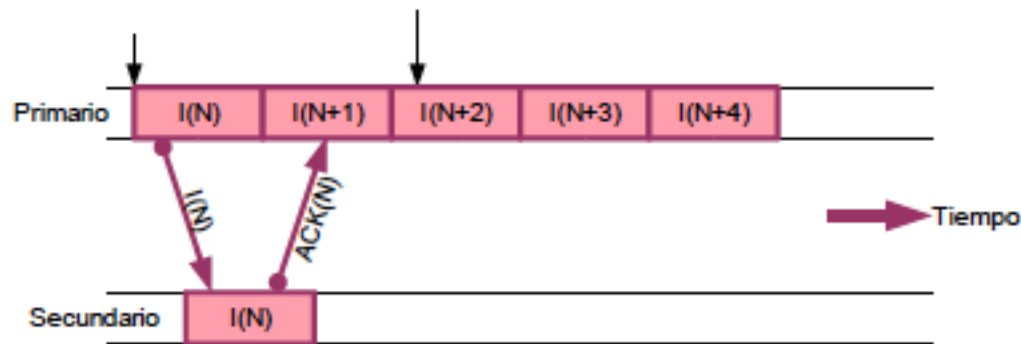 Primario I(N) I(N+1) I(N+2) I(N+3) I(N+4)
I(N)
ACK(N)
Tiempo
Secundario I(N)